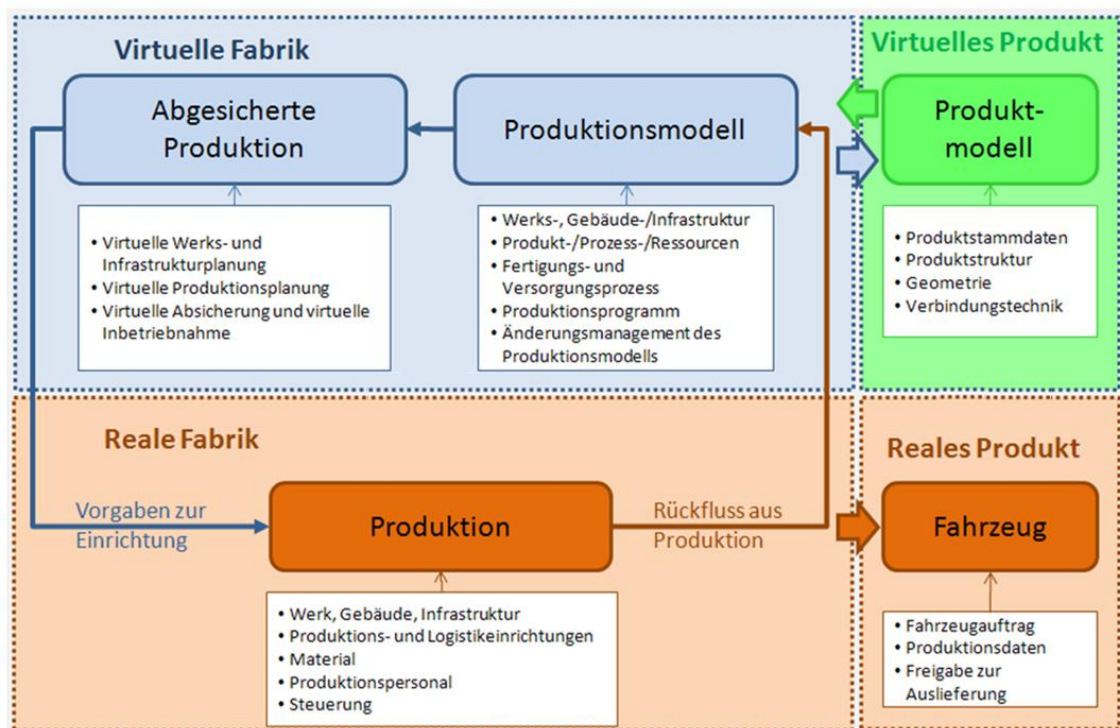 Virtuelle Fabrik
Abgesicherte
Produktion
• Virtuelle Werks- und
Infrastrukturplanung
• Virtuelle Produktionsplanung
• Virtuelle Absicherung und virtuelle
Inbetriebnahme
Produktionsmodell
• Werks-, Gebäude-/Infrastruktur
• Produkt-/Prozess-/Ressourcen
• Fertigungs- und
Versorgungsprozess
• Produktionsprogramm
• Änderungsmanagement des
Produktionsmodells
Virtuelles Produkt
Produkt-
modell
• Produktstammdaten
• Produktstruktur
• Geometrie
• Verbindungstechnik
Reale Fabrik
Vorgaben zur
Einrichtung
Produktion
Rückfluss aus
Produktion
• Werk, Gebäude, Infrastruktur
• Produktions- und Logistikeinrichtungen
• Material
• Produktionspersonal
• Steuerung
Reales Produkt
Fahrzeug
• Fahrzeugauftrag
• Produktionsdaten
• Freigabe zur
Auslieferung